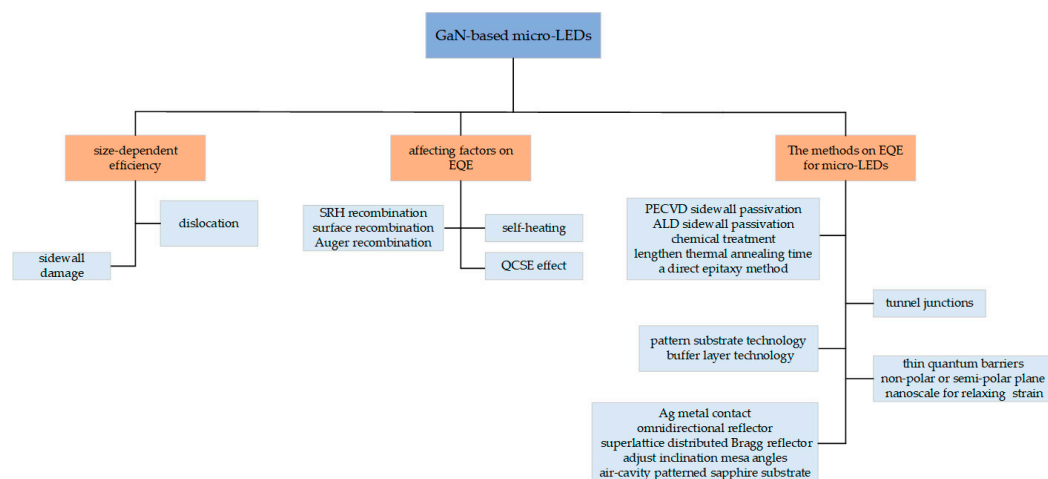 GaN-based micro-LEDs
size-dependent
efficiency
dislocation
sidewall
damage
affecting factors on
EQE
SRH recombination
surface recombination
Auger recombination
self-heating
QCSE effect
The methods on EQE
for micro-LEDs
PECVD sidewall passivation
ALD sidewall passivation
chemical treatment
lengthen thermal annealing time
a direct epitaxy method
tunnel junctions
pattern substrate technology
buffer layer technology
thin quantum barriers
non-polar or semi-polar plane
nanoscale for relaxing strain
Ag metal contact
omnidirectional reflector
superlattice distributed Bragg reflector
adjust inclination mesa angles
air-cavity patterned sapphire substrate